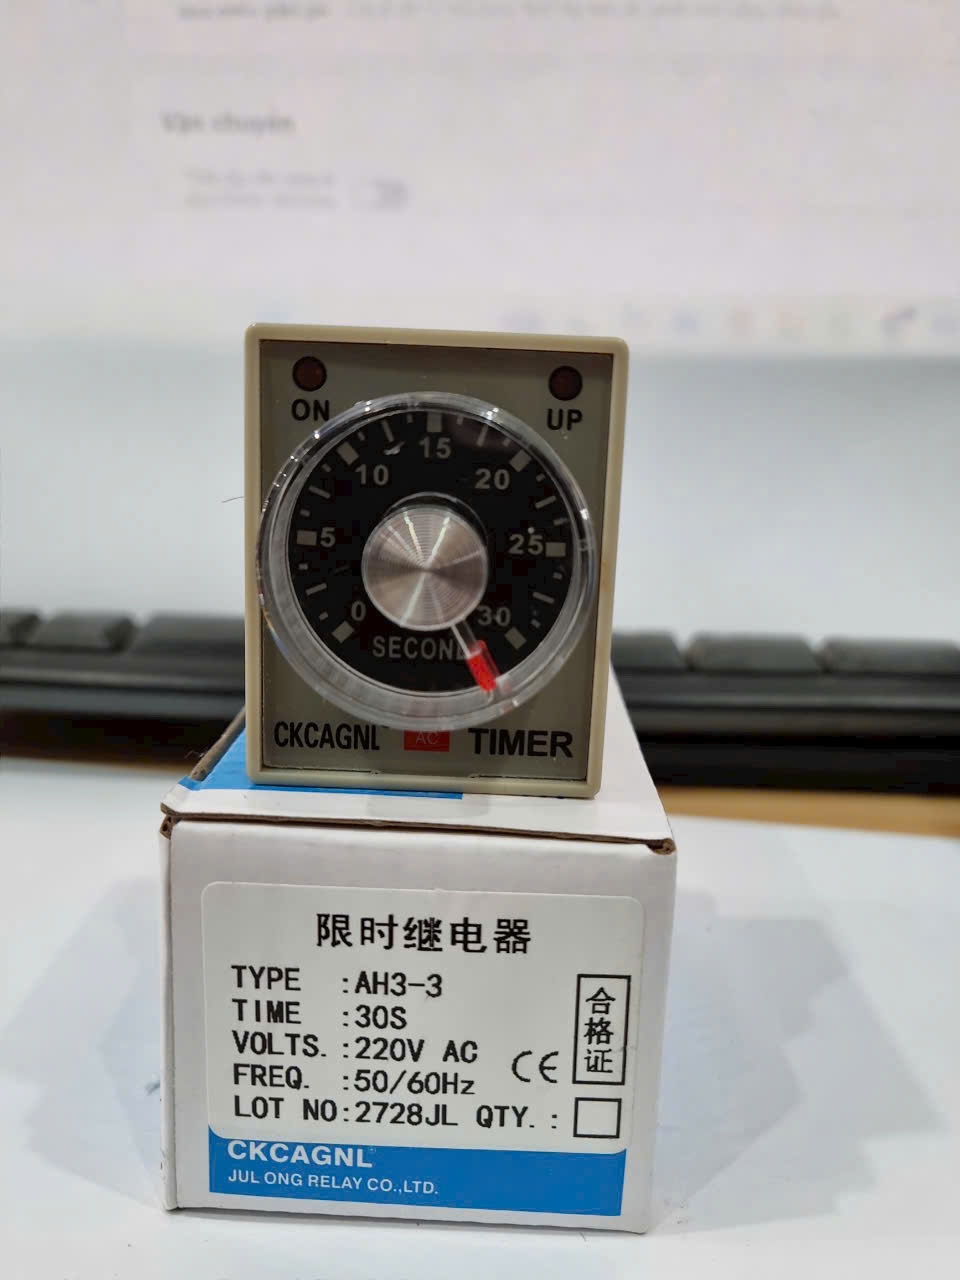 Vận chuyển
ON
UP
15
10
20
5
25
0
30
SECOND
CKCAGNL
AC
TIMER
限时继电器
TYPE :AH3-3
TIME :30S
VOLTS. :220V AC
FREQ. :50/60Hz
LOT NO:2728JL QTY. :
CE
合格证
CKCAGNL®
JUL ONG RELAY CO.,LTD.